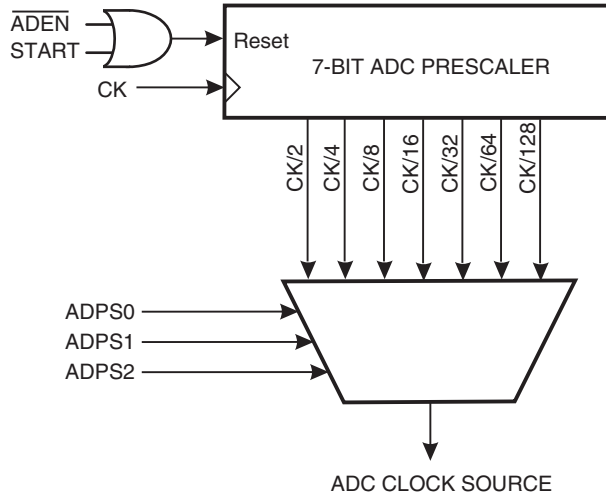 ADEN
START
Reset
7-BIT ADC PRESCALER
CK
CK/2
CK/4
CK/8
CK/16
CK/32
CK/64
CK/128
ADPS0
ADPS1
ADPS2
ADC CLOCK SOURCE